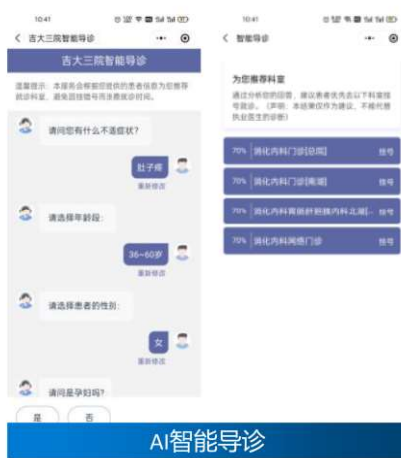 10:41
吉大三院智能导诊
吉大三院智能导诊
温馨提示：本服务会根据您提供的患者信息为您推荐
就诊科室，避免因挂错号而浪费就诊时间。
请问您有什么不适症状?
肚子疼
重新修改
请选择年龄段:
36~60岁
重新修改
请选择患者的性别:
女
重新修改
请问是孕妇吗?
是
否
10:41
智能导诊
为您推荐科室
通过分析您的回答，建议患者优先选以下科室挂
号就诊。（声明：本结果仅作为建议，不能代替
执业医生的诊断）
70% 消化内科门诊[总院] 挂号
70% 消化内科门诊[南湖] 挂号
70% 消化内科胃肠肝胆胰内科北湖[.. 挂号
70% 消化内科网络门诊 挂号
AI智能导诊